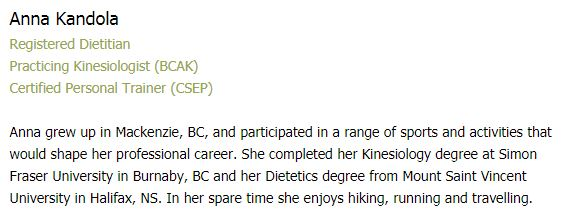 Anna Kandola
Registered Dietitian
Practicing Kinesiologist (BCAK)
Certified Personal Trainer (CSEP)
Anna grew up in Mackenzie, BC, and participated in a range of sports and activities that
would shape her professional career. She completed her Kinesiology degree at Simon
Fraser University in Burnaby, BC and her Dietetics degree from Mount Saint Vincent
University in Halifax, NS. In her spare time she enjoys hiking, running and travelling.